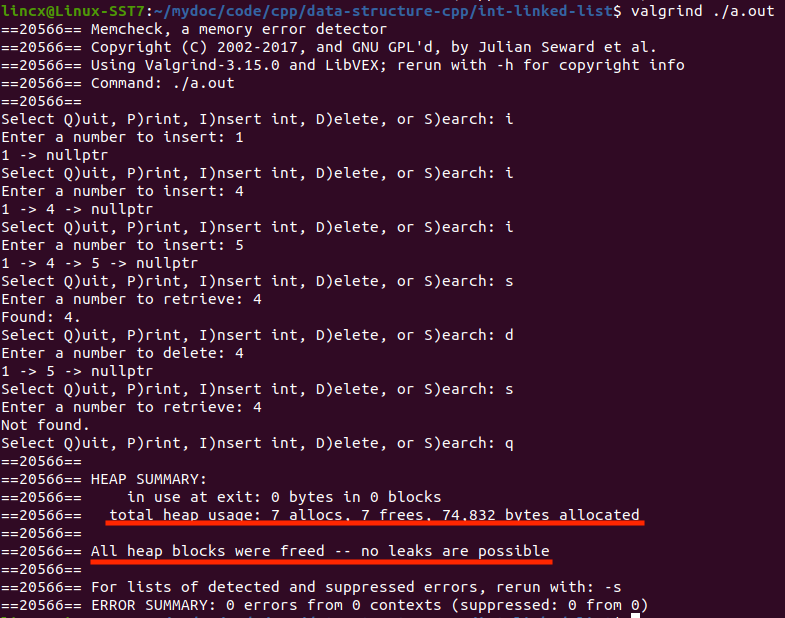 lincx@Linux-SST7:~/mydoc/code/cpp/data-structure-cpp/int-linked-list$ valgrind ./a.out
==20566== Memcheck, a memory error detector
==20566== Copyright (C) 2002-2017, and GNU GPL'd, by Julian Seward et al.
==20566== Using Valgrind-3.15.0 and LibVEX; rerun with -h for copyright info
==20566== Command: ./a.out
==20566==
Select Q)uit, P)rint, I)nsert int, D)elete, or S)earch: i
Enter a number to insert: 1
1 -> nullptr
Select Q)uit, P)rint, I)nsert int, D)elete, or S)earch: i
Enter a number to insert: 4
1 -> 4 -> nullptr
Select Q)uit, P)rint, I)nsert int, D)elete, or S)earch: i
Enter a number to insert: 5
1 -> 4 -> 5 -> nullptr
Select Q)uit, P)rint, I)nsert int, D)elete, or S)earch: s
Enter a number to retrieve: 4
Found: 4.
Select Q)uit, P)rint, I)nsert int, D)elete, or S)earch: d
Enter a number to delete: 4
1 -> 5 -> nullptr
Select Q)uit, P)rint, I)nsert int, D)elete, or S)earch: s
Enter a number to retrieve: 4
Not found.
Select Q)uit, P)rint, I)nsert int, D)elete, or S)earch: q
==20566==
==20566== HEAP SUMMARY:
==20566==     in use at exit: 0 bytes in 0 blocks
==20566==   total heap usage: 7 allocs, 7 frees, 74,832 bytes allocated
==20566==
==20566== All heap blocks were freed -- no leaks are possible
==20566==
==20566== For lists of detected and suppressed errors, rerun with: -s
==20566== ERROR SUMMARY: 0 errors from 0 contexts (suppressed: 0 from 0)